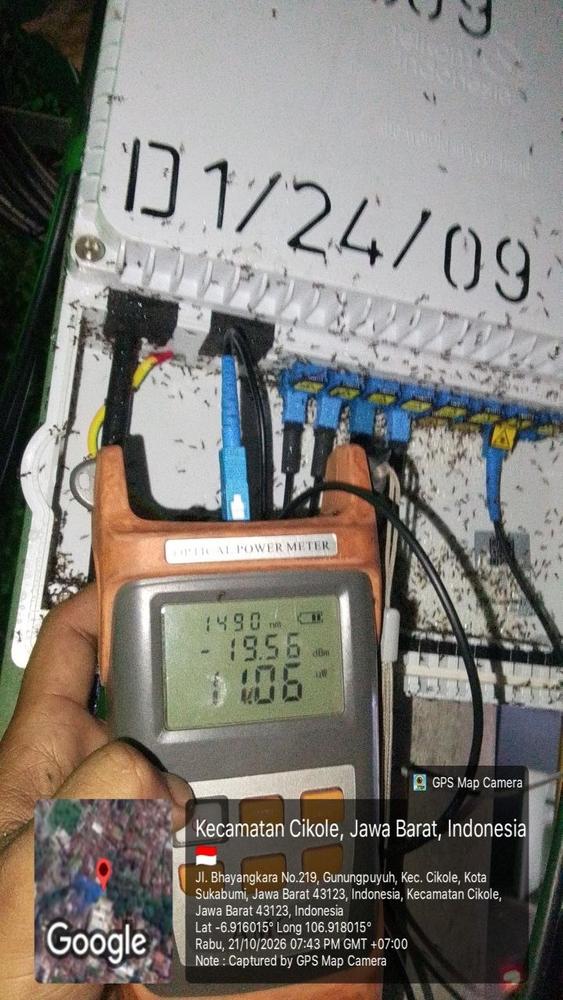 09
Telkom
Indonesia
D1/24/09
OPTICAL POWER METER
1490 nm
-19.56 dBm
11.06 uW
GPS Map Camera
Kecamatan Cikole, Jawa Barat, Indonesia
Jl. Bhayangkara No.219, Gunungpuyuh, Kec. Cikole, Kota
Sukabumi, Jawa Barat 43123, Indonesia, Kecamatan Cikole,
Jawa Barat 43123, Indonesia
Lat -6.916015° Long 106.918015°
Rabu, 21/10/2026 07:43 PM GMT +07:00
Note : Captured by GPS Map Camera
Google